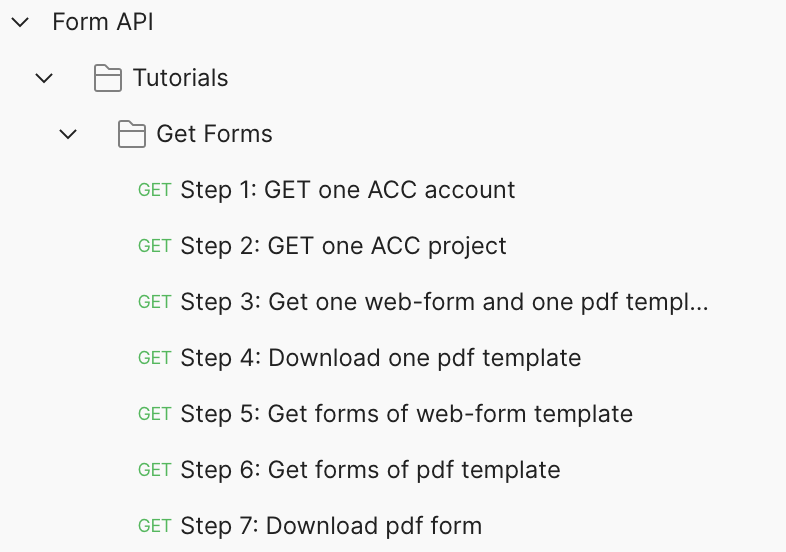 Form API
Tutorials
Get Forms
GET Step 1: GET one ACC account
GET Step 2: GET one ACC project
GET Step 3: Get one web-form and one pdf templ...
GET Step 4: Download one pdf template
GET Step 5: Get forms of web-form template
GET Step 6: Get forms of pdf template
GET Step 7: Download pdf form